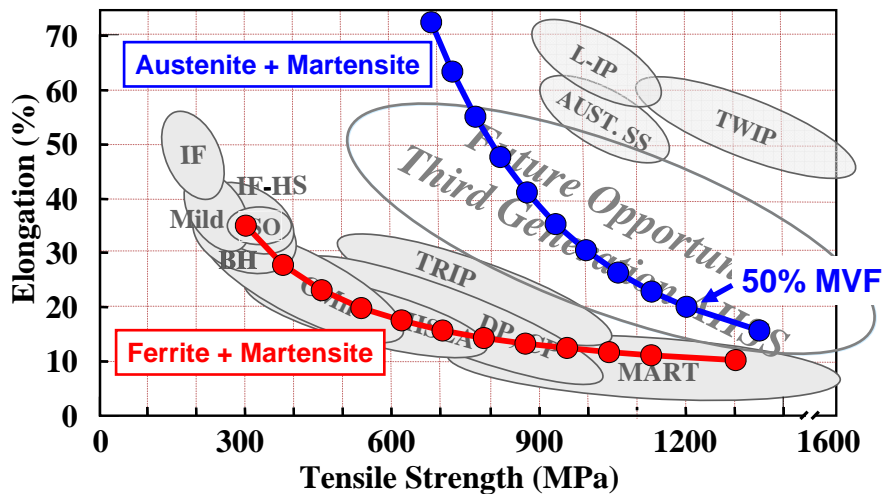 Elongation (%)
70
60
50
40
30
20
10
0
Austenite + Martensite
L-IP
AUST. SS
TWIP
IF
IF-HS
Mild
ISO
BH
Future Opportun
Third Generation AHSS
TRIP
CMn
HSLA
DP, CP
MART
50% MVF
Ferrite + Martensite
0
300
600
900
1200
1600
Tensile Strength (MPa)